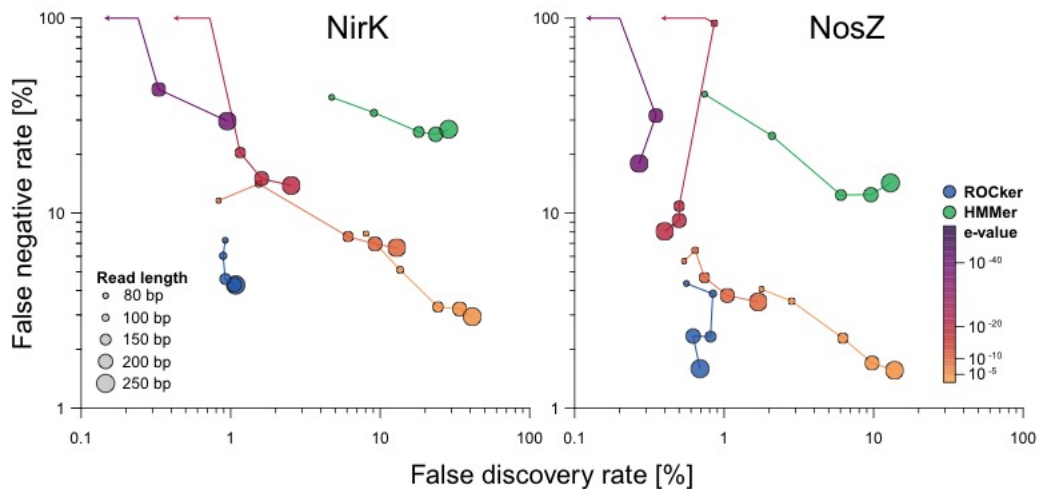 NirK
NosZ
False negative rate [%]
100
10
1
100
10
1
Read length
80 bp
100 bp
150 bp
200 bp
250 bp
ROCker
HMMer
e-value
10-40
10-20
10-10
10-5
0.1 1 10 100
0.1 1 10 100
False discovery rate [%]